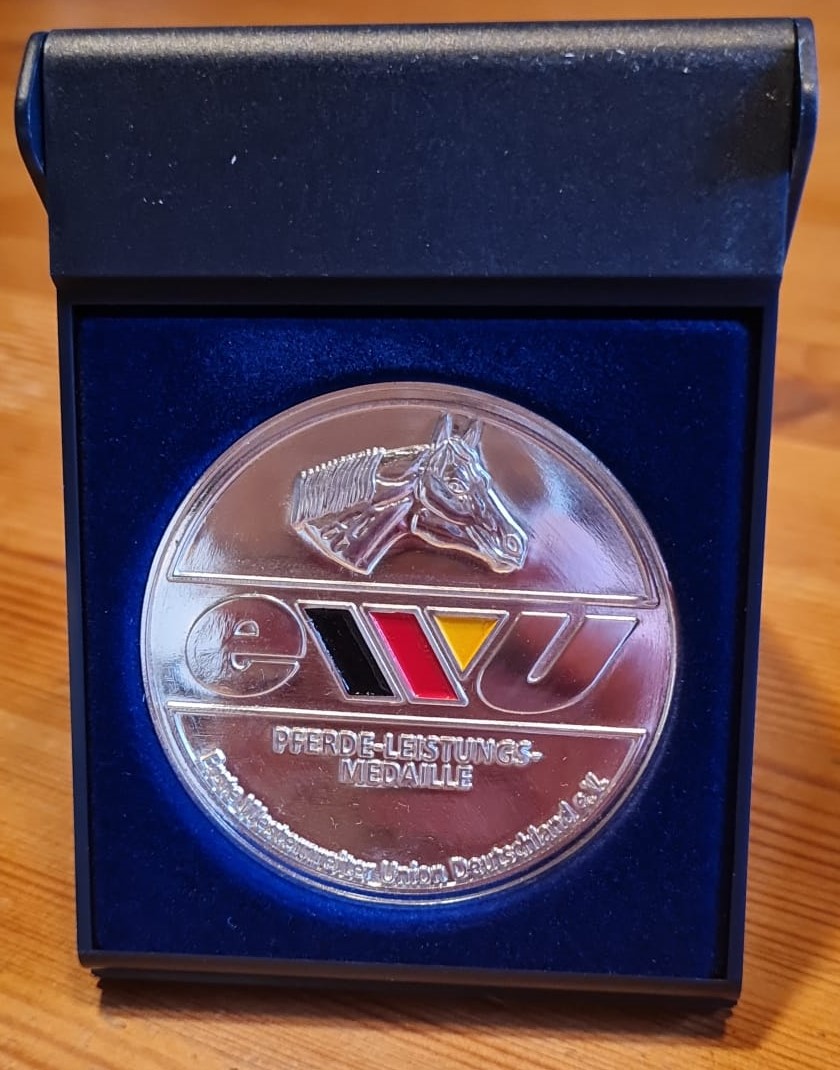 ewu
PFERDE-LEISTUNGS-
MEDAILLE
Erste Westernreiter Union Deutschland e.V.